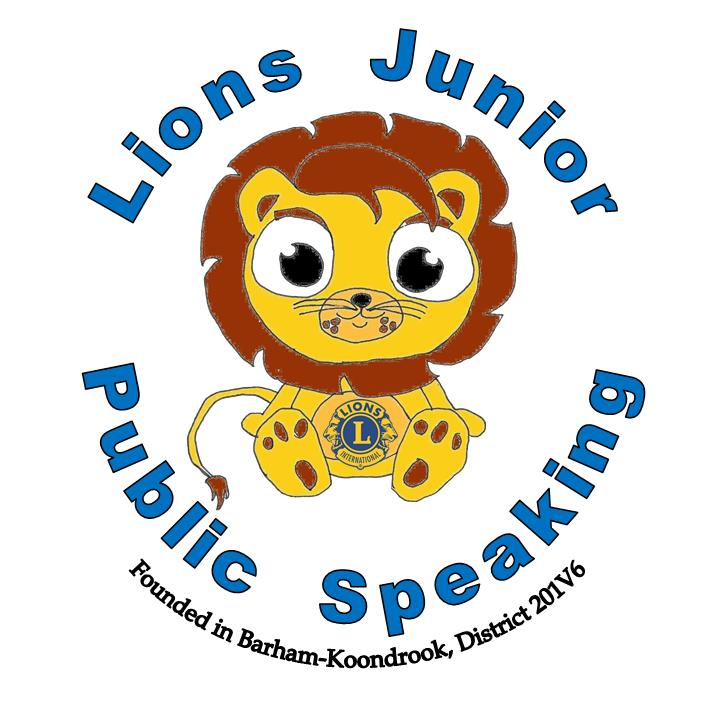 Lions Junior
LIONS
L
INTERNATIONAL
Public Speaking
Founded in Barham-Koondrook, District 201V6